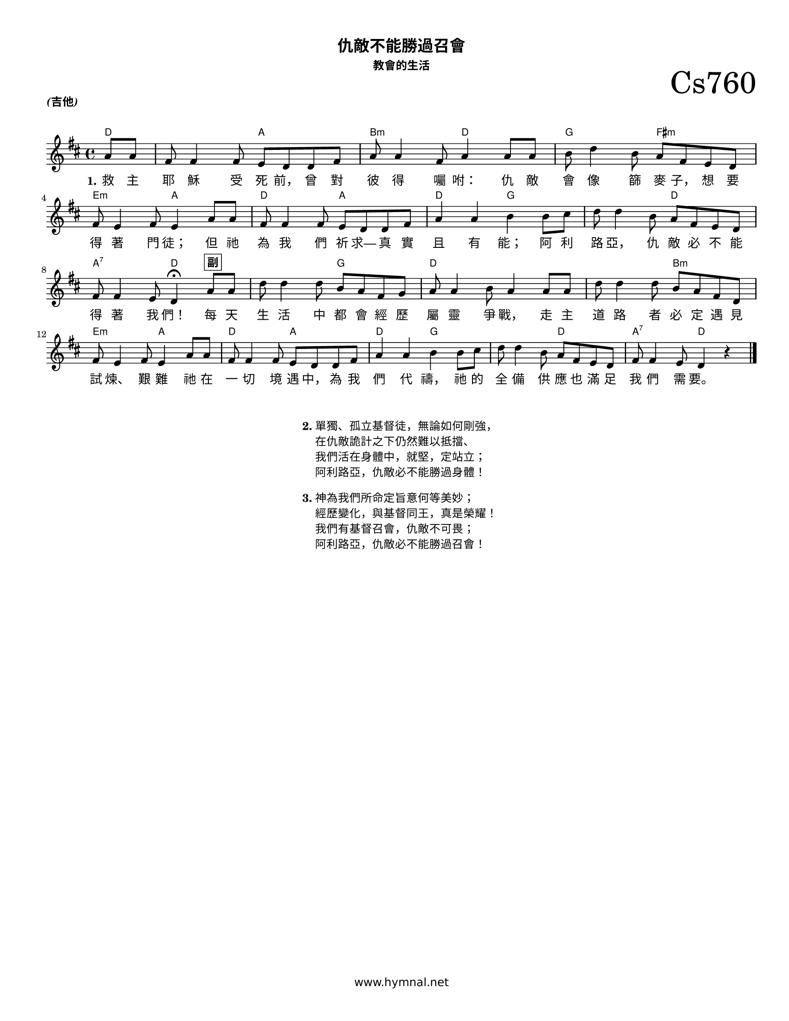 仇敵不能勝過召會
教會的生活
Cs760
(吉他)
D A Bm D G F♯m
1. 救 主 耶 穌 受 死 前， 曾 對 彼 得 囑 咐： 仇 敵 會 像 篩 麥 子， 想 要
4 Em A D A D G D
得 著 門 徒； 但 祂 為 我 們 祈 求—真 實 且 有 能； 阿 利 路 亞， 仇 敵 必 不 能
8 A7 D 副 G D Bm
得 著 我 們！ 每 天 生 活 中 都 會 經 歷 屬 靈 爭 戰， 走 主 道 路 者 必 定 遇 見
12 Em A D A D G D A7 D
試 煉、 艱 難 祂 在 一 切 境 遇 中， 為 我 們 代 禱， 祂 的 全 備 供 應 也 滿 足 我 們 需 要。
2. 單獨、孤立基督徒，無論如何剛強，
在仇敵詭計之下仍然難以抵擋、
我們活在身體中，就堅，定站立；
阿利路亞，仇敵必不能勝過身體！
3. 神為我們所命定旨意何等美妙；
經歷變化，與基督同王，真是榮耀！
我們有基督召會，仇敵不可畏；
阿利路亞，仇敵必不能勝過召會！
www.hymnal.net